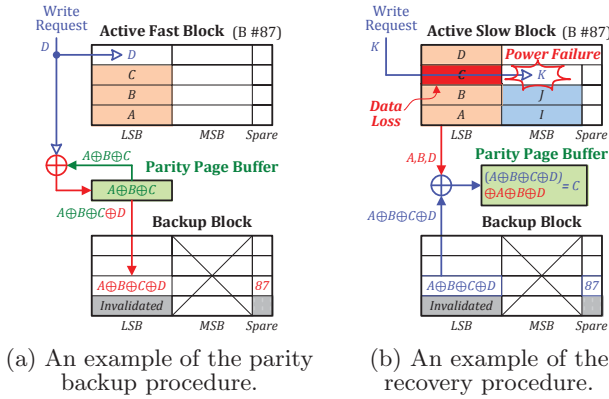 Write
Request
D
Active Fast Block (B #87)
D
C
B
A
LSB
MSB
Spare
A⊕B⊕C
Parity Page Buffer
A⊕B⊕C
A⊕B⊕C⊕D
Backup Block
A⊕B⊕C⊕D
87
Invalidated
LSB
MSB
Spare
(a) An example of the parity
backup procedure.
Write
Request
K
Active Slow Block (B #87)
D
Power Failure
C
K
Data
Loss
B
J
A
I
LSB
MSB
Spare
A,B,D
Parity Page Buffer
(A⊕B⊕C⊕D)
⊕A⊕B⊕D
= C
A⊕B⊕C⊕D
Backup Block
A⊕B⊕C⊕D
87
Invalidated
LSB
MSB
Spare
(b) An example of the
recovery procedure.